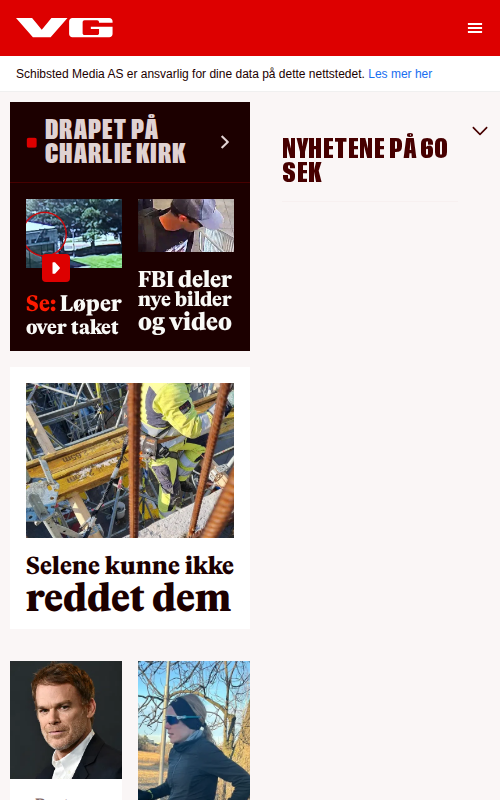 VG
Schibsted Media AS er ansvarlig for dine data på dette nettstedet. Les mer her
DRAPET PÅ
CHARLIE KIRK
Se: Løper
over taket
FBI deler
nye bilder
og video
Selene kunne ikke
reddet dem
NYHETENE PÅ 60
SEK